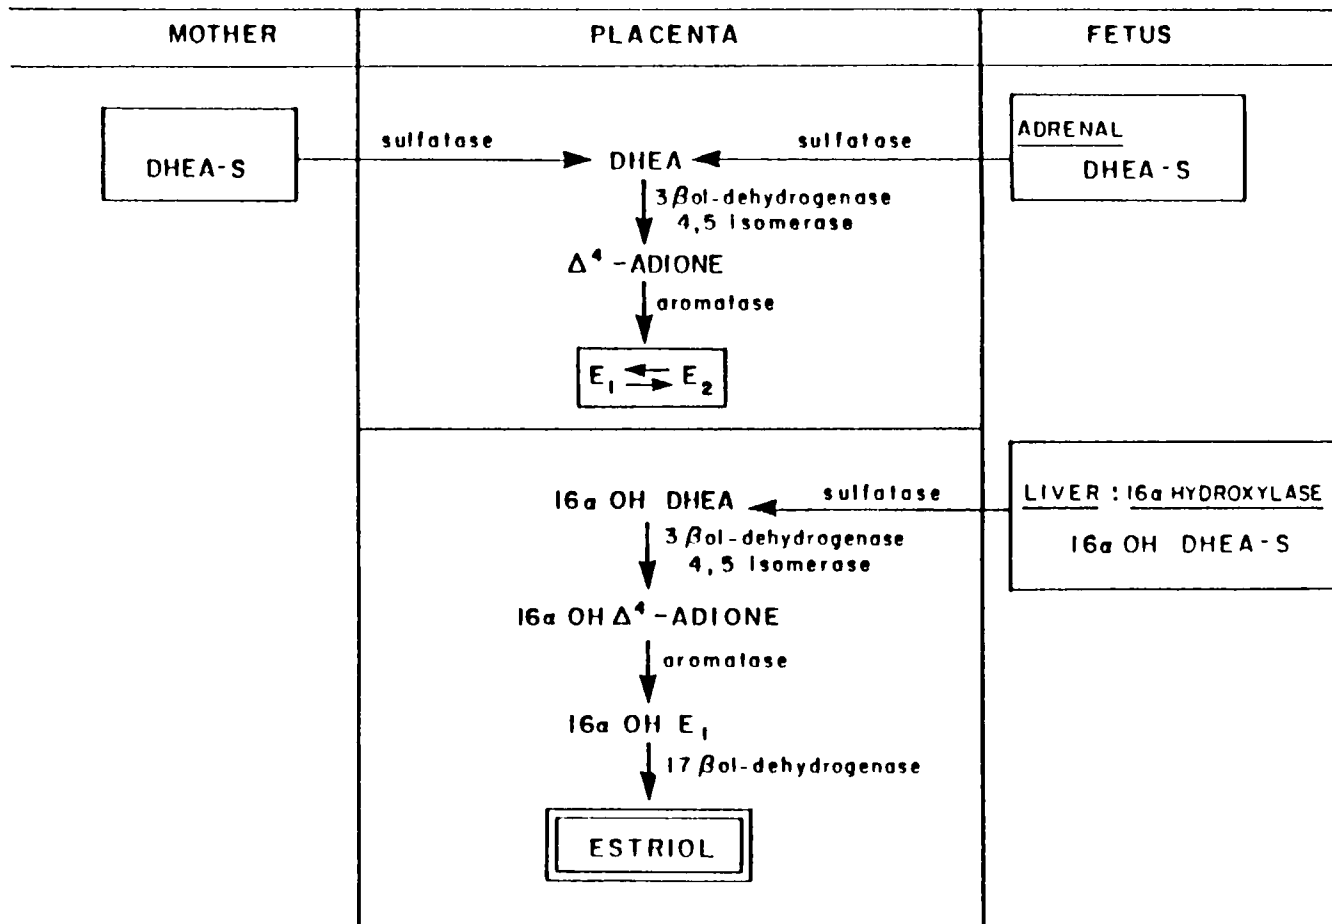 MOTHER
PLACENTA
FETUS
DHEA-S
sulfatase
DHEA
sulfatase
ADRENAL
DHEA-S
3βol-dehydrogenase
4,5 Isomerase
Δ⁴-ADIONE
aromatase
E₁ ⇄ E₂
16α OH DHEA
sulfatase
LIVER : 16α HYDROXYLASE
16α OH DHEA-S
3βol-dehydrogenase
4,5 Isomerase
16α OH Δ⁴-ADIONE
aromatase
16α OH E₁
17βol-dehydrogenase
ESTRIOL